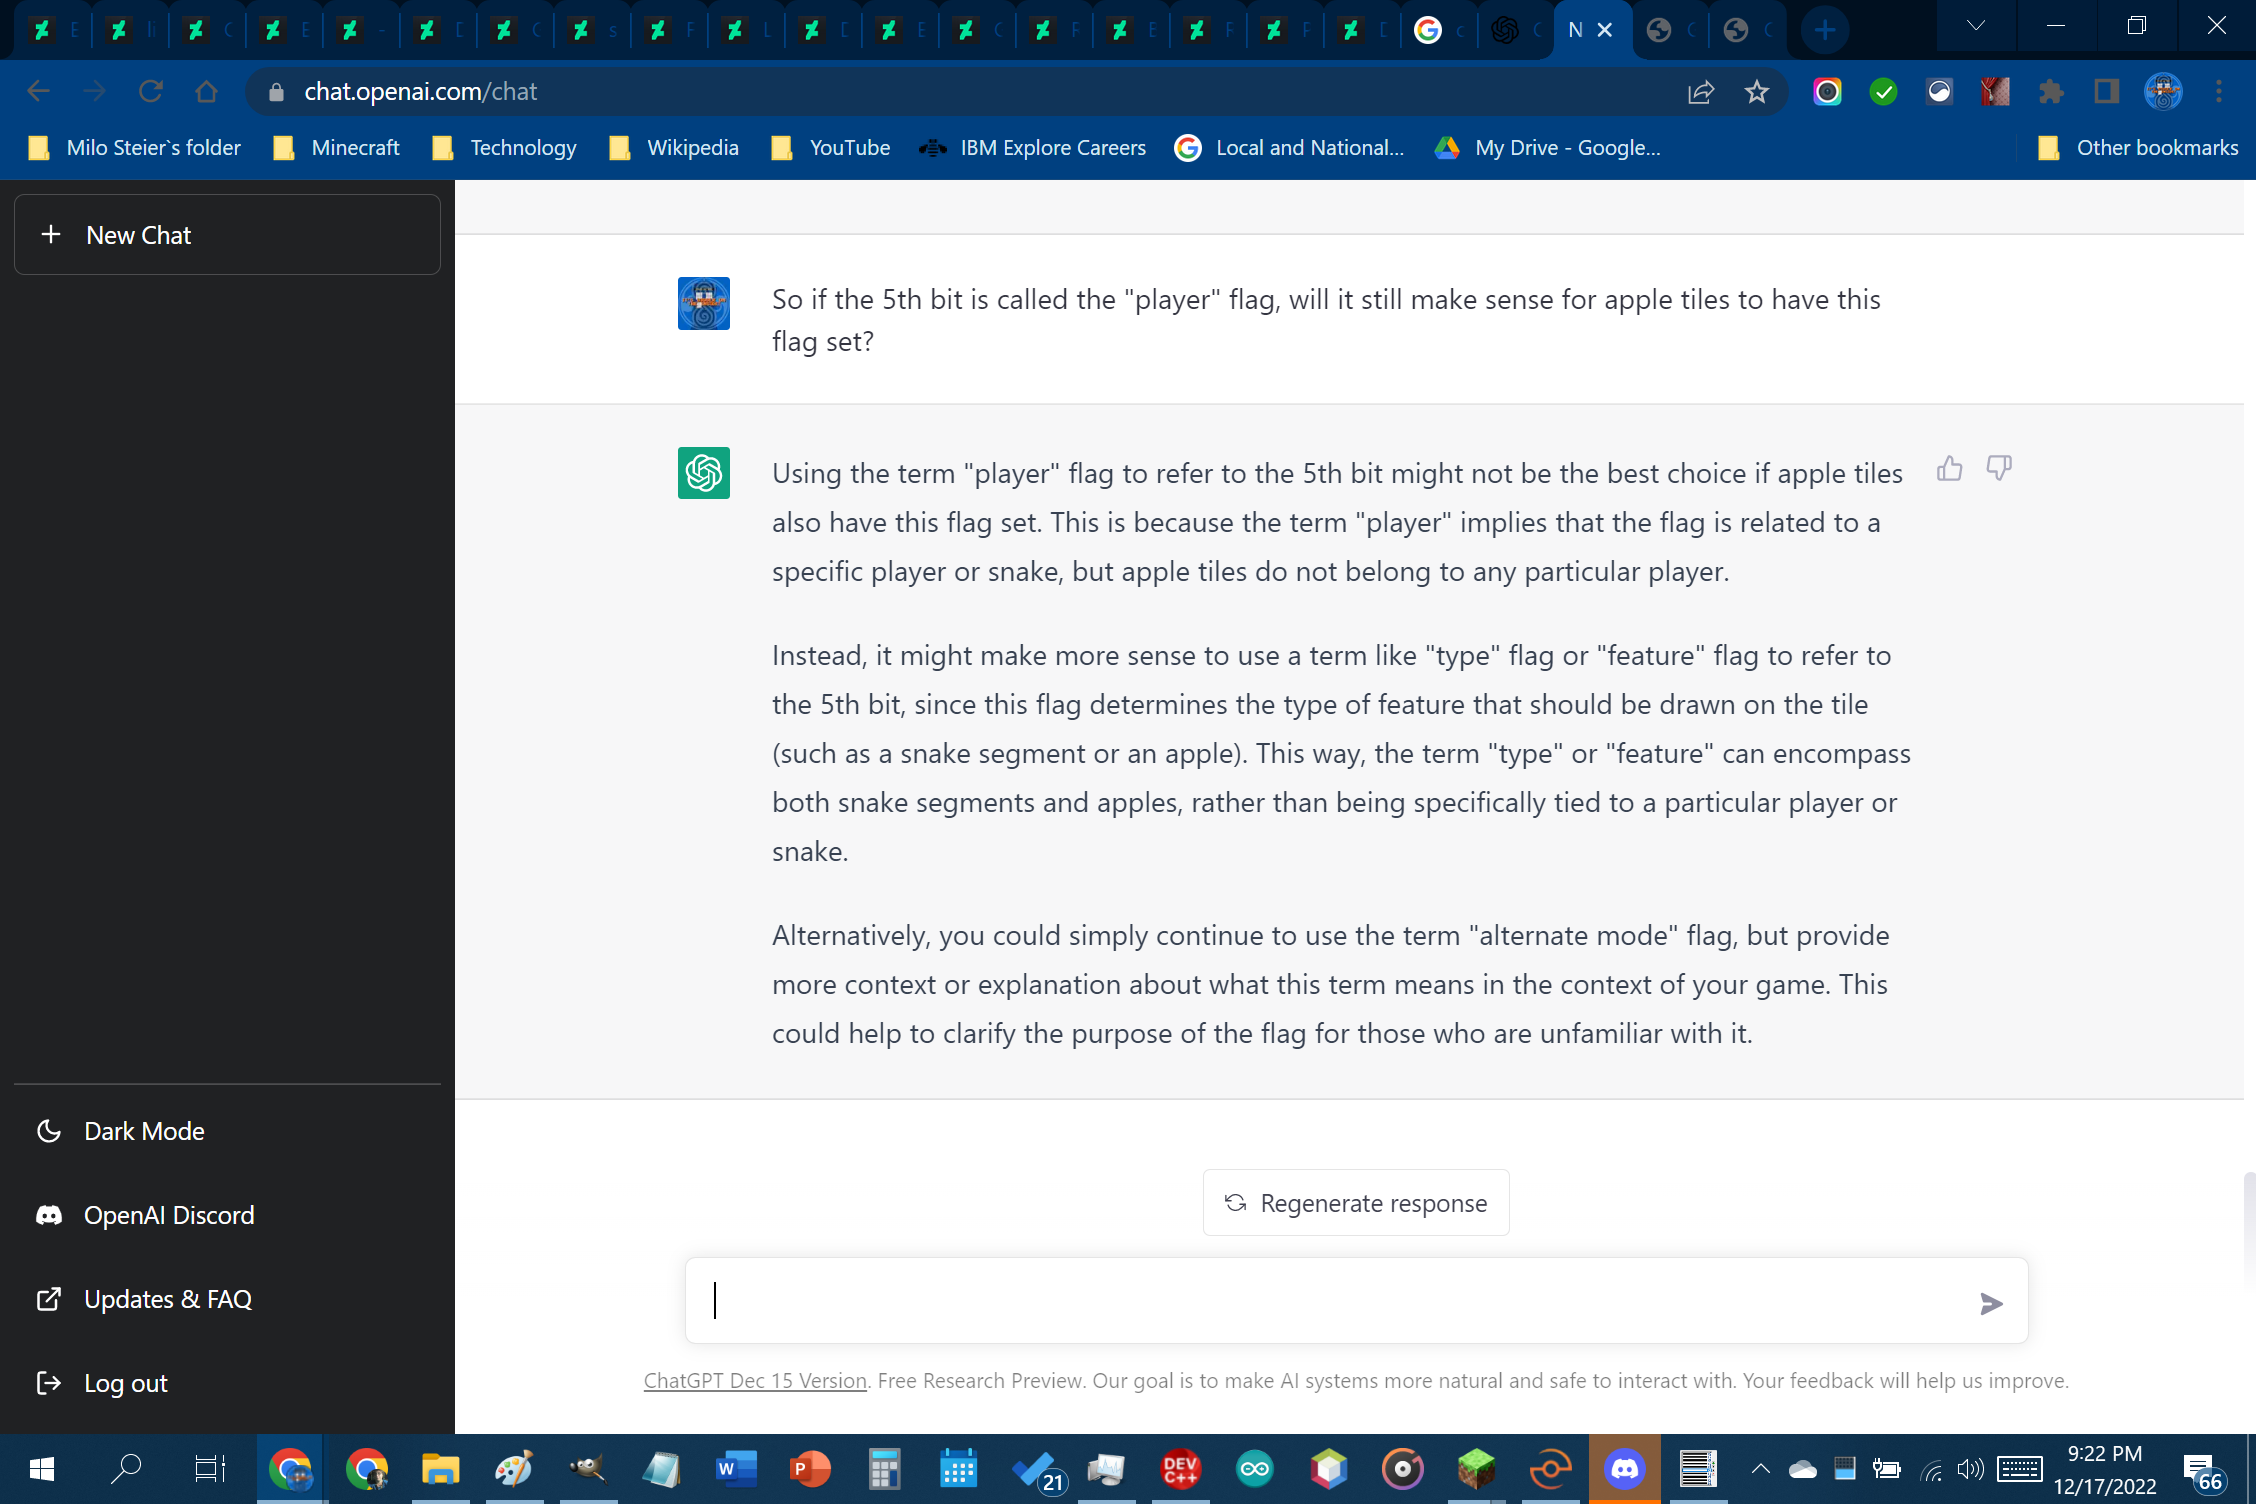 N
chat.openai.com/chat
Milo Steier`s folder
Minecraft
Technology
Wikipedia
YouTube
IBM Explore Careers
Local and National...
My Drive - Google...
Other bookmarks
New Chat
So if the 5th bit is called the "player" flag, will it still make sense for apple tiles to have this
flag set?
Using the term "player" flag to refer to the 5th bit might not be the best choice if apple tiles
also have this flag set. This is because the term "player" implies that the flag is related to a
specific player or snake, but apple tiles do not belong to any particular player.
Instead, it might make more sense to use a term like "type" flag or "feature" flag to refer to
the 5th bit, since this flag determines the type of feature that should be drawn on the tile
(such as a snake segment or an apple). This way, the term "type" or "feature" can encompass
both snake segments and apples, rather than being specifically tied to a particular player or
snake.
Alternatively, you could simply continue to use the term "alternate mode" flag, but provide
more context or explanation about what this term means in the context of your game. This
could help to clarify the purpose of the flag for those who are unfamiliar with it.
Dark Mode
OpenAI Discord
Updates & FAQ
Log out
Regenerate response
ChatGPT Dec 15 Version. Free Research Preview. Our goal is to make AI systems more natural and safe to interact with. Your feedback will help us improve.
W
P
21
DEV
C++
9:22 PM
12/17/2022
66